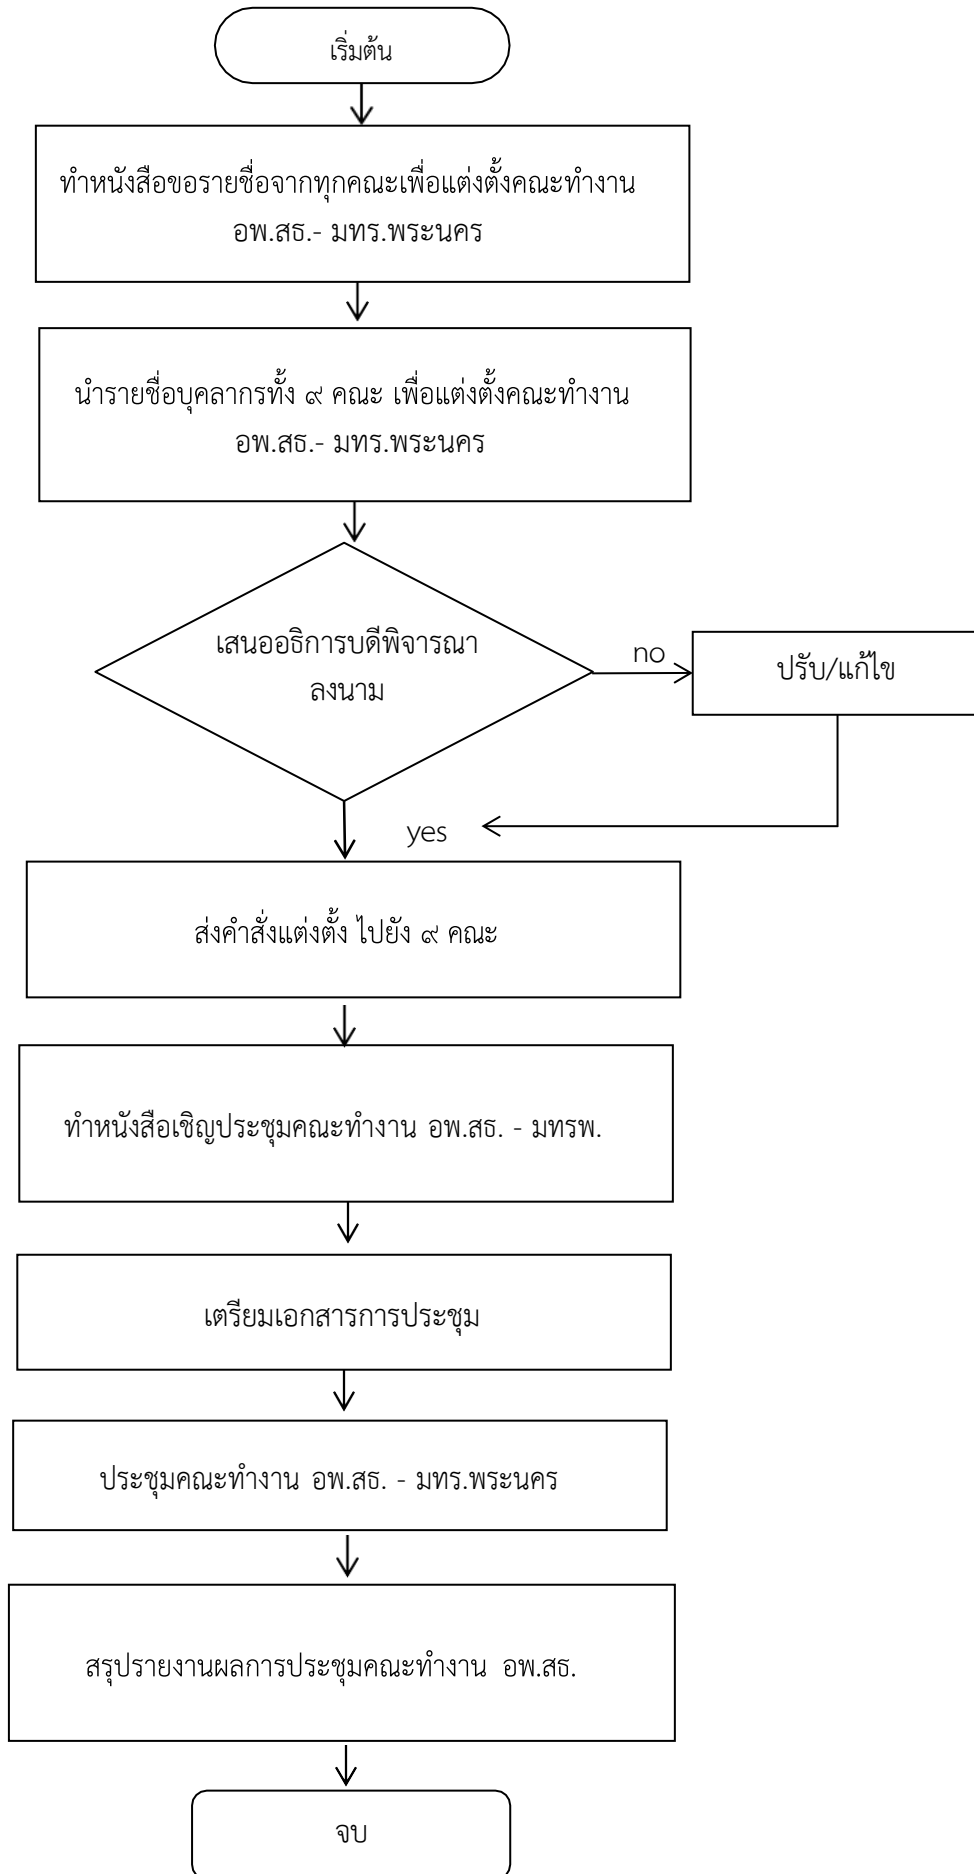 เริ่มต้น
ทำหนังสือขอรายชื่อจากทุกคณะเพื่อแต่งตั้งคณะทำงาน
อพ.สธ.- มทร.พระนคร
นำรายชื่อบุคลากรทั้ง ๙ คณะ เพื่อแต่งตั้งคณะทำงาน
อพ.สธ.- มทร.พระนคร
เสนออธิการบดีพิจารณา
ลงนาม
no
ปรับ/แก้ไข
yes
ส่งคำสั่งแต่งตั้ง ไปยัง ๙ คณะ
ทำหนังสือเชิญประชุมคณะทำงาน อพ.สธ. - มทรพ.
เตรียมเอกสารการประชุม
ประชุมคณะทำงาน อพ.สธ. - มทร.พระนคร
สรุปรายงานผลการประชุมคณะทำงาน อพ.สธ.
จบ